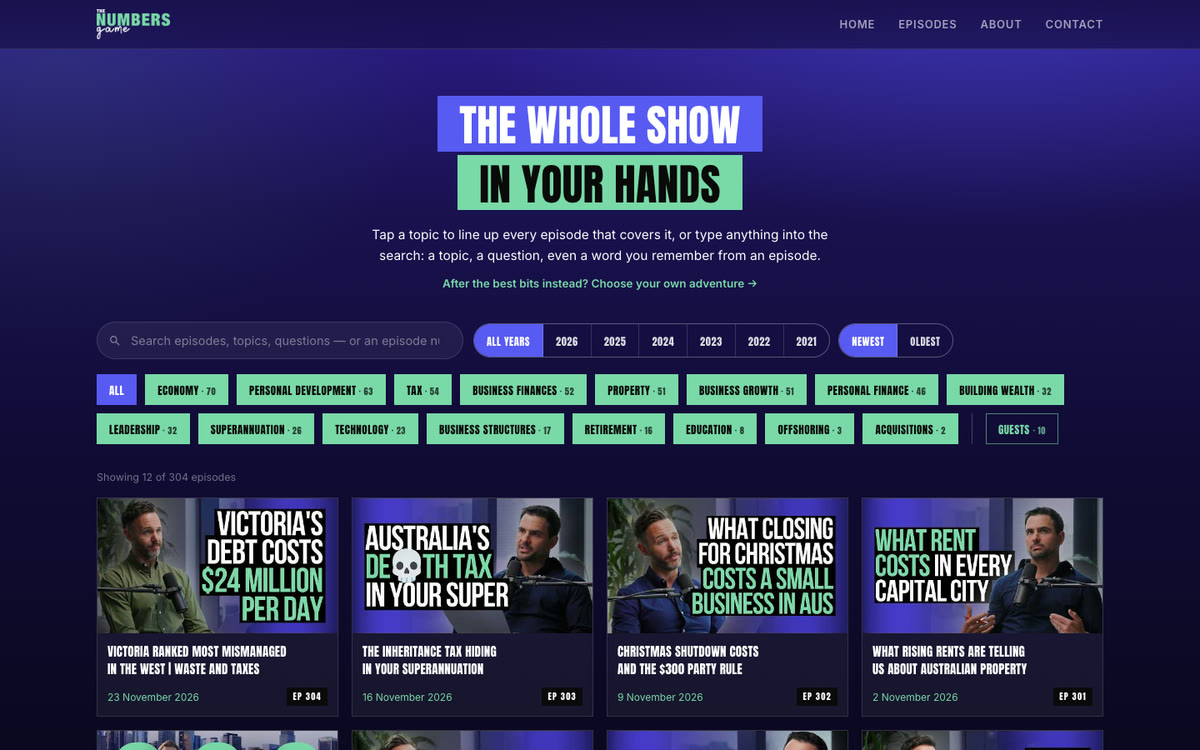 THE
NUMBERS
game
HOME EPISODES ABOUT CONTACT
THE WHOLE SHOW
IN YOUR HANDS
Tap a topic to line up every episode that covers it, or type anything into the
search: a topic, a question, even a word you remember from an episode.
After the best bits instead? Choose your own adventure →
Search episodes, topics, questions — or an episode nu
ALL YEARS 2026 2025 2024 2023 2022 2021 NEWEST OLDEST
ALL ECONOMY · 70 PERSONAL DEVELOPMENT · 63 TAX · 54 BUSINESS FINANCES · 52 PROPERTY · 51 BUSINESS GROWTH · 51 PERSONAL FINANCE · 46 BUILDING WEALTH · 32
LEADERSHIP · 32 SUPERANNUATION · 26 TECHNOLOGY · 23 BUSINESS STRUCTURES · 17 RETIREMENT · 16 EDUCATION · 8 OFFSHORING · 3 ACQUISITIONS · 2 GUESTS · 10
Showing 12 of 304 episodes
VICTORIA'S
DEBT COSTS
$24 MILLION
PER DAY
VICTORIA RANKED MOST MISMANAGED
IN THE WEST | WASTE AND TAXES
23 November 2026 EP 304
AUSTRALIA'S
DE💀TH TAX
IN YOUR SUPER
THE INHERITANCE TAX HIDING
IN YOUR SUPERANNUATION
16 November 2026 EP 303
WHAT CLOSING
FOR CHRISTMAS
COSTS A SMALL
BUSINESS IN AUS
CHRISTMAS SHUTDOWN COSTS
AND THE $300 PARTY RULE
9 November 2026 EP 302
WHAT RENT
COSTS IN EVERY
CAPITAL CITY
WHAT RISING RENTS ARE TELLING
US ABOUT AUSTRALIAN PROPERTY
2 November 2026 EP 301